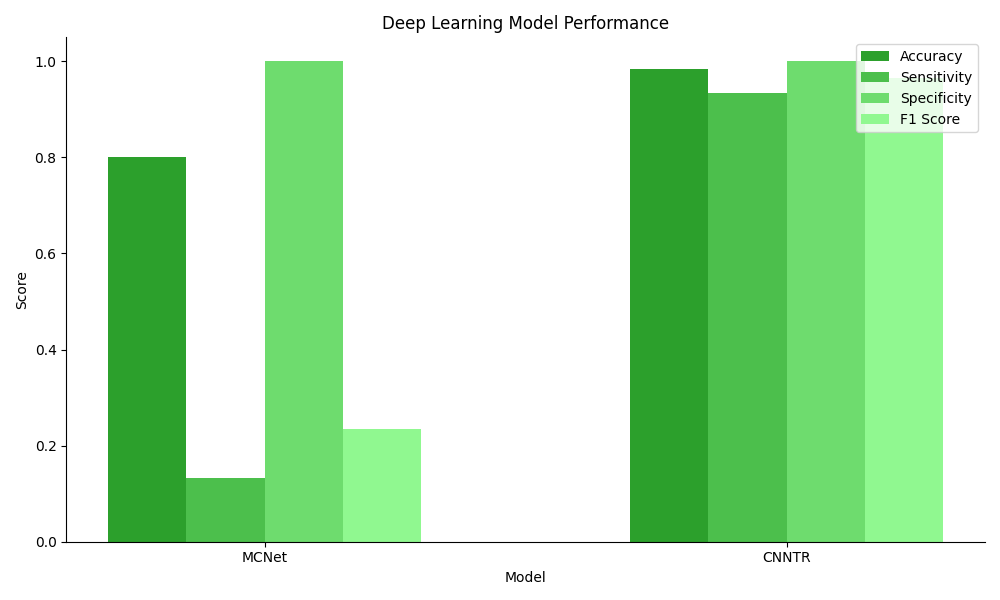 Deep Learning Model Performance
Accuracy
Sensitivity
Specificity
F1 Score
1.0
0.8
0.6
0.4
0.2
0.0
Score
MCNet
CNNTR
Model